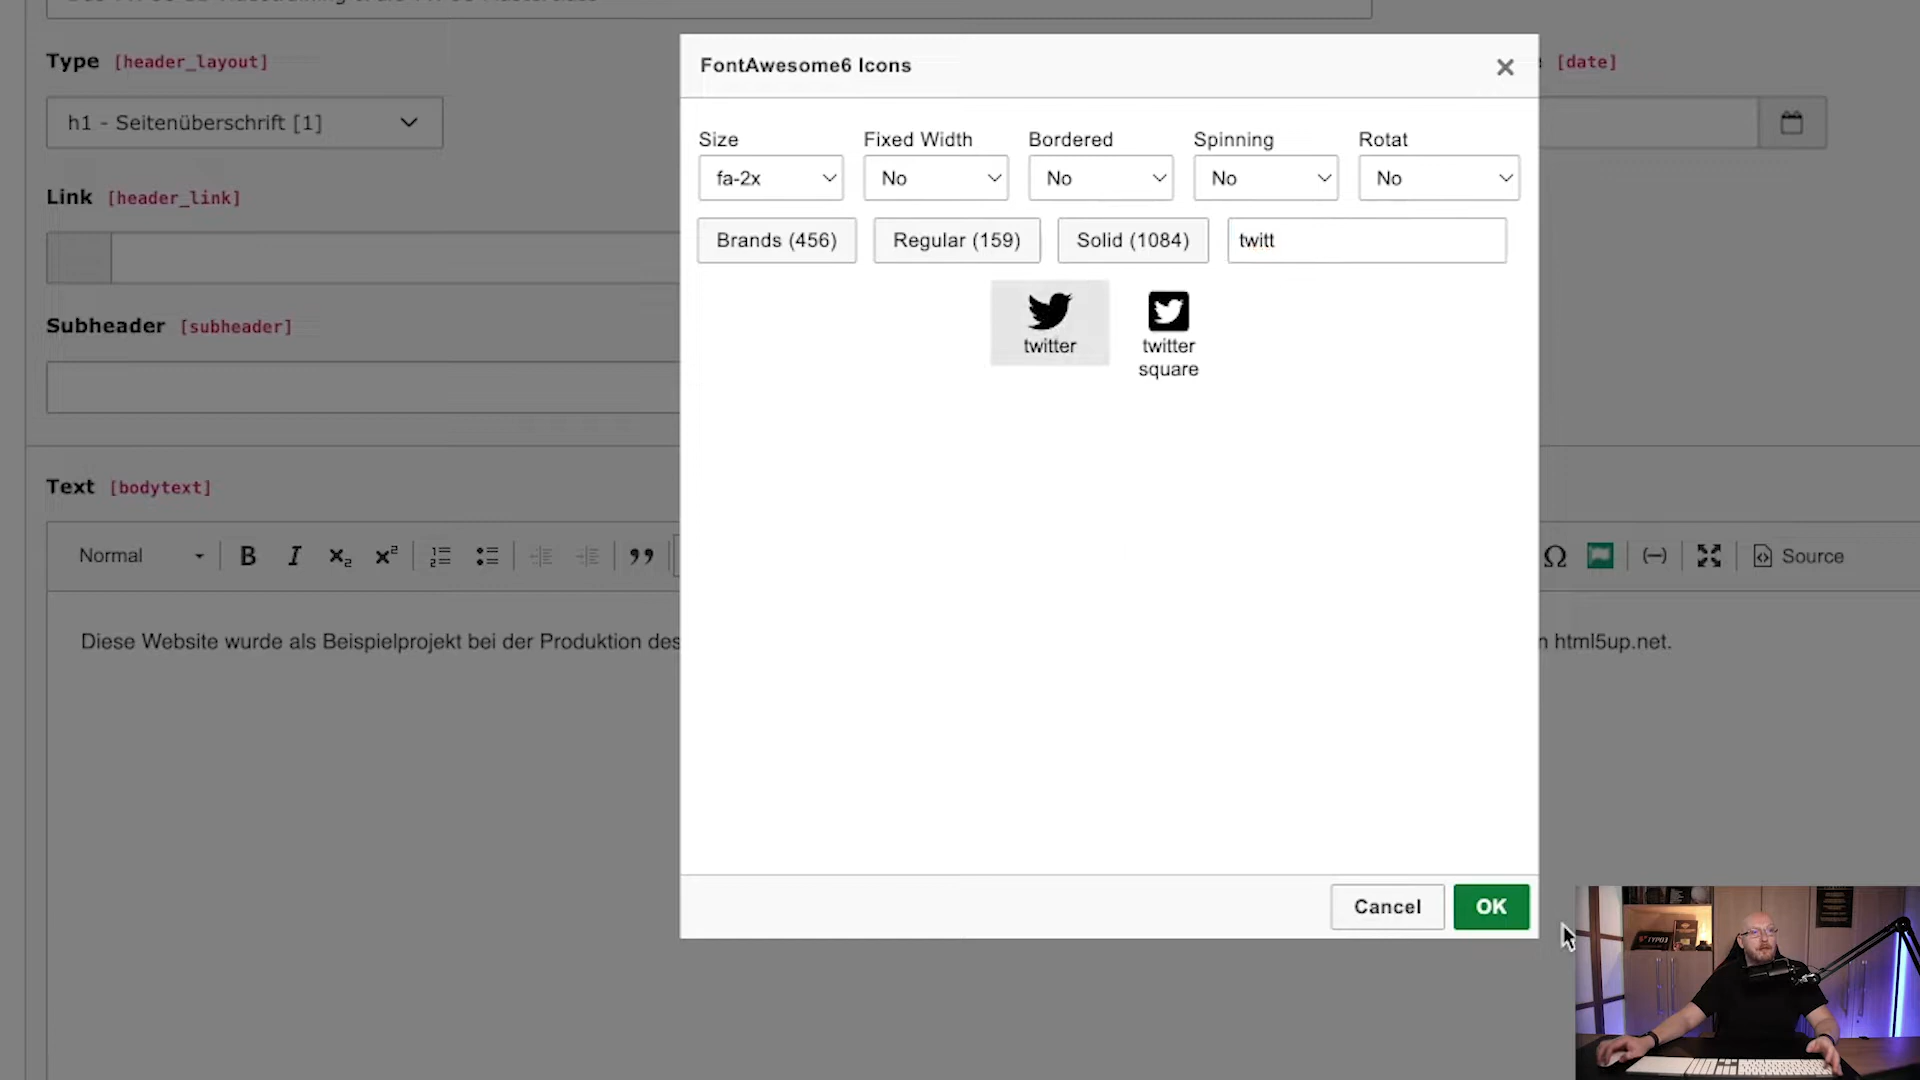 Type [header_layout]
[date]
h1 - Seitenüberschrift [1]
Link [header_link]
Subheader [subheader]
Text [bodytext]
Normal
Source
Diese Website wurde als Beispielprojekt bei der Produktion des
html5up.net.
FontAwesome6 Icons
Size
Fixed Width
Bordered
Spinning
Rotat
fa-2x
No
No
No
No
Brands (456)
Regular (159)
Solid (1084)
twitt
twitter
twitter
square
Cancel
OK
TYPO3